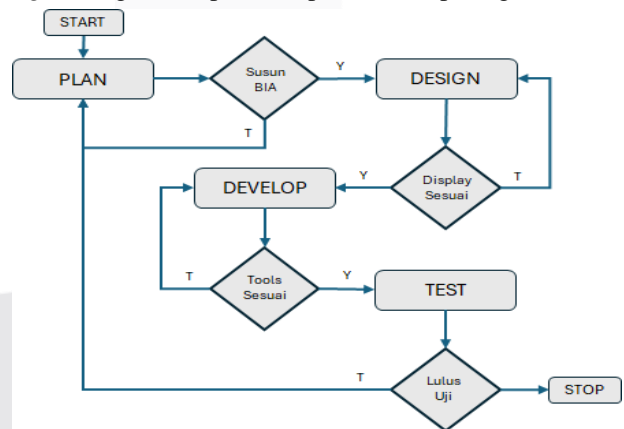 START
PLAN
Susun
BIA
Y
DESIGN
T
DEVELOP
Y
Display
Sesuai
T
T
Tools
Sesuai
Y
TEST
T
Lulus
Uji
STOP